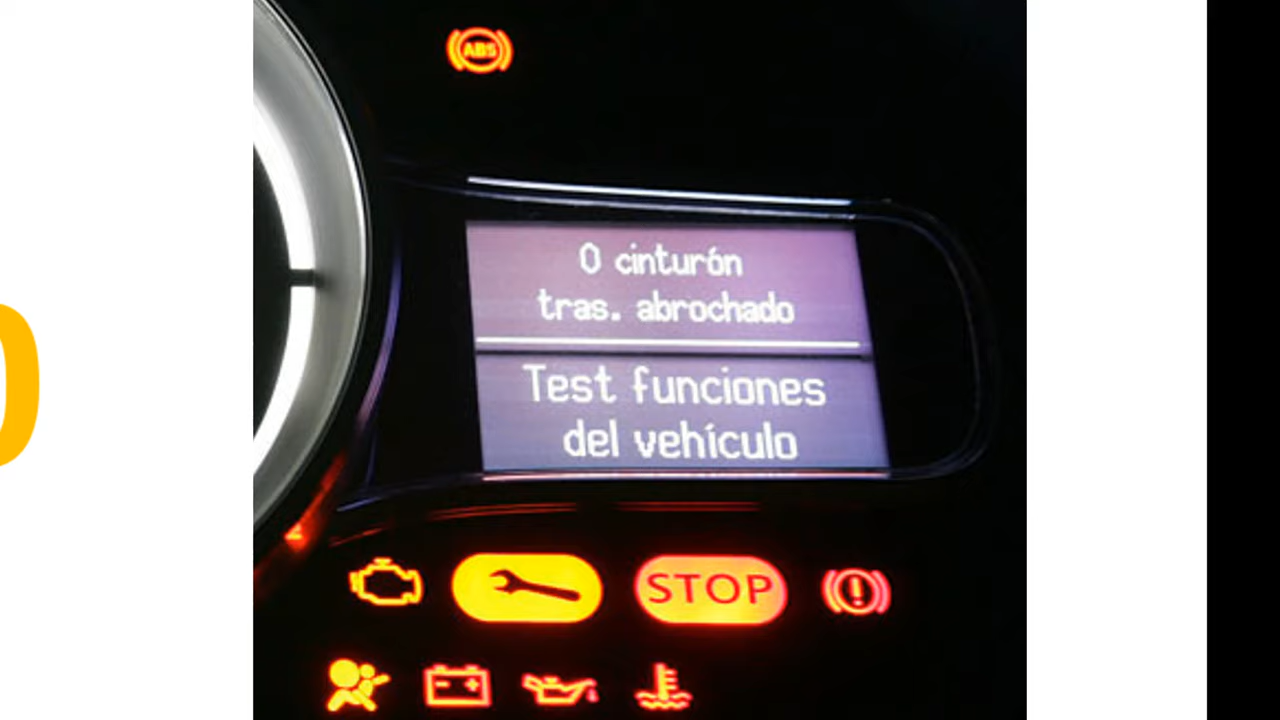 ABS
0 cinturón
tras. abrochado
Test funciones
del vehículo
STOP